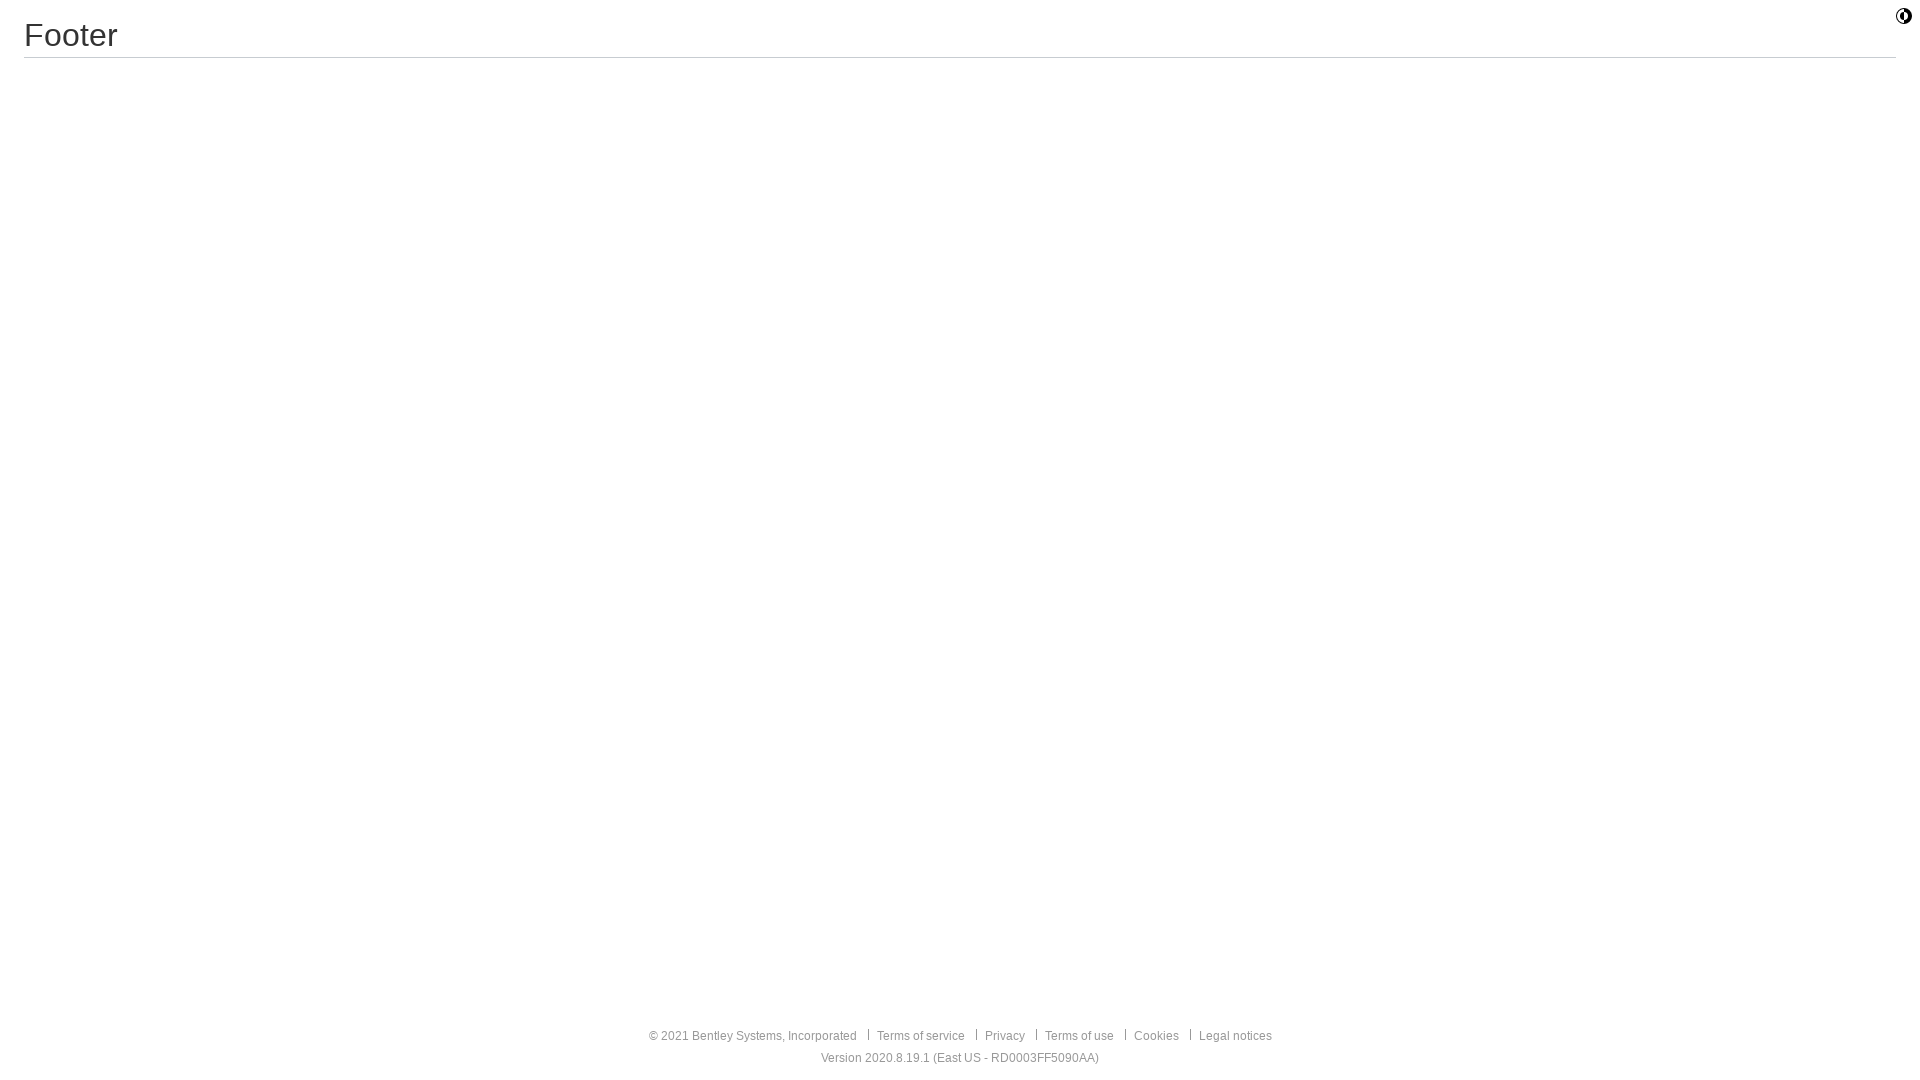 Footer
© 2021 Bentley Systems, Incorporated | Terms of service | Privacy | Terms of use | Cookies | Legal notices
Version 2020.8.19.1 (East US - RD0003FF5090AA)